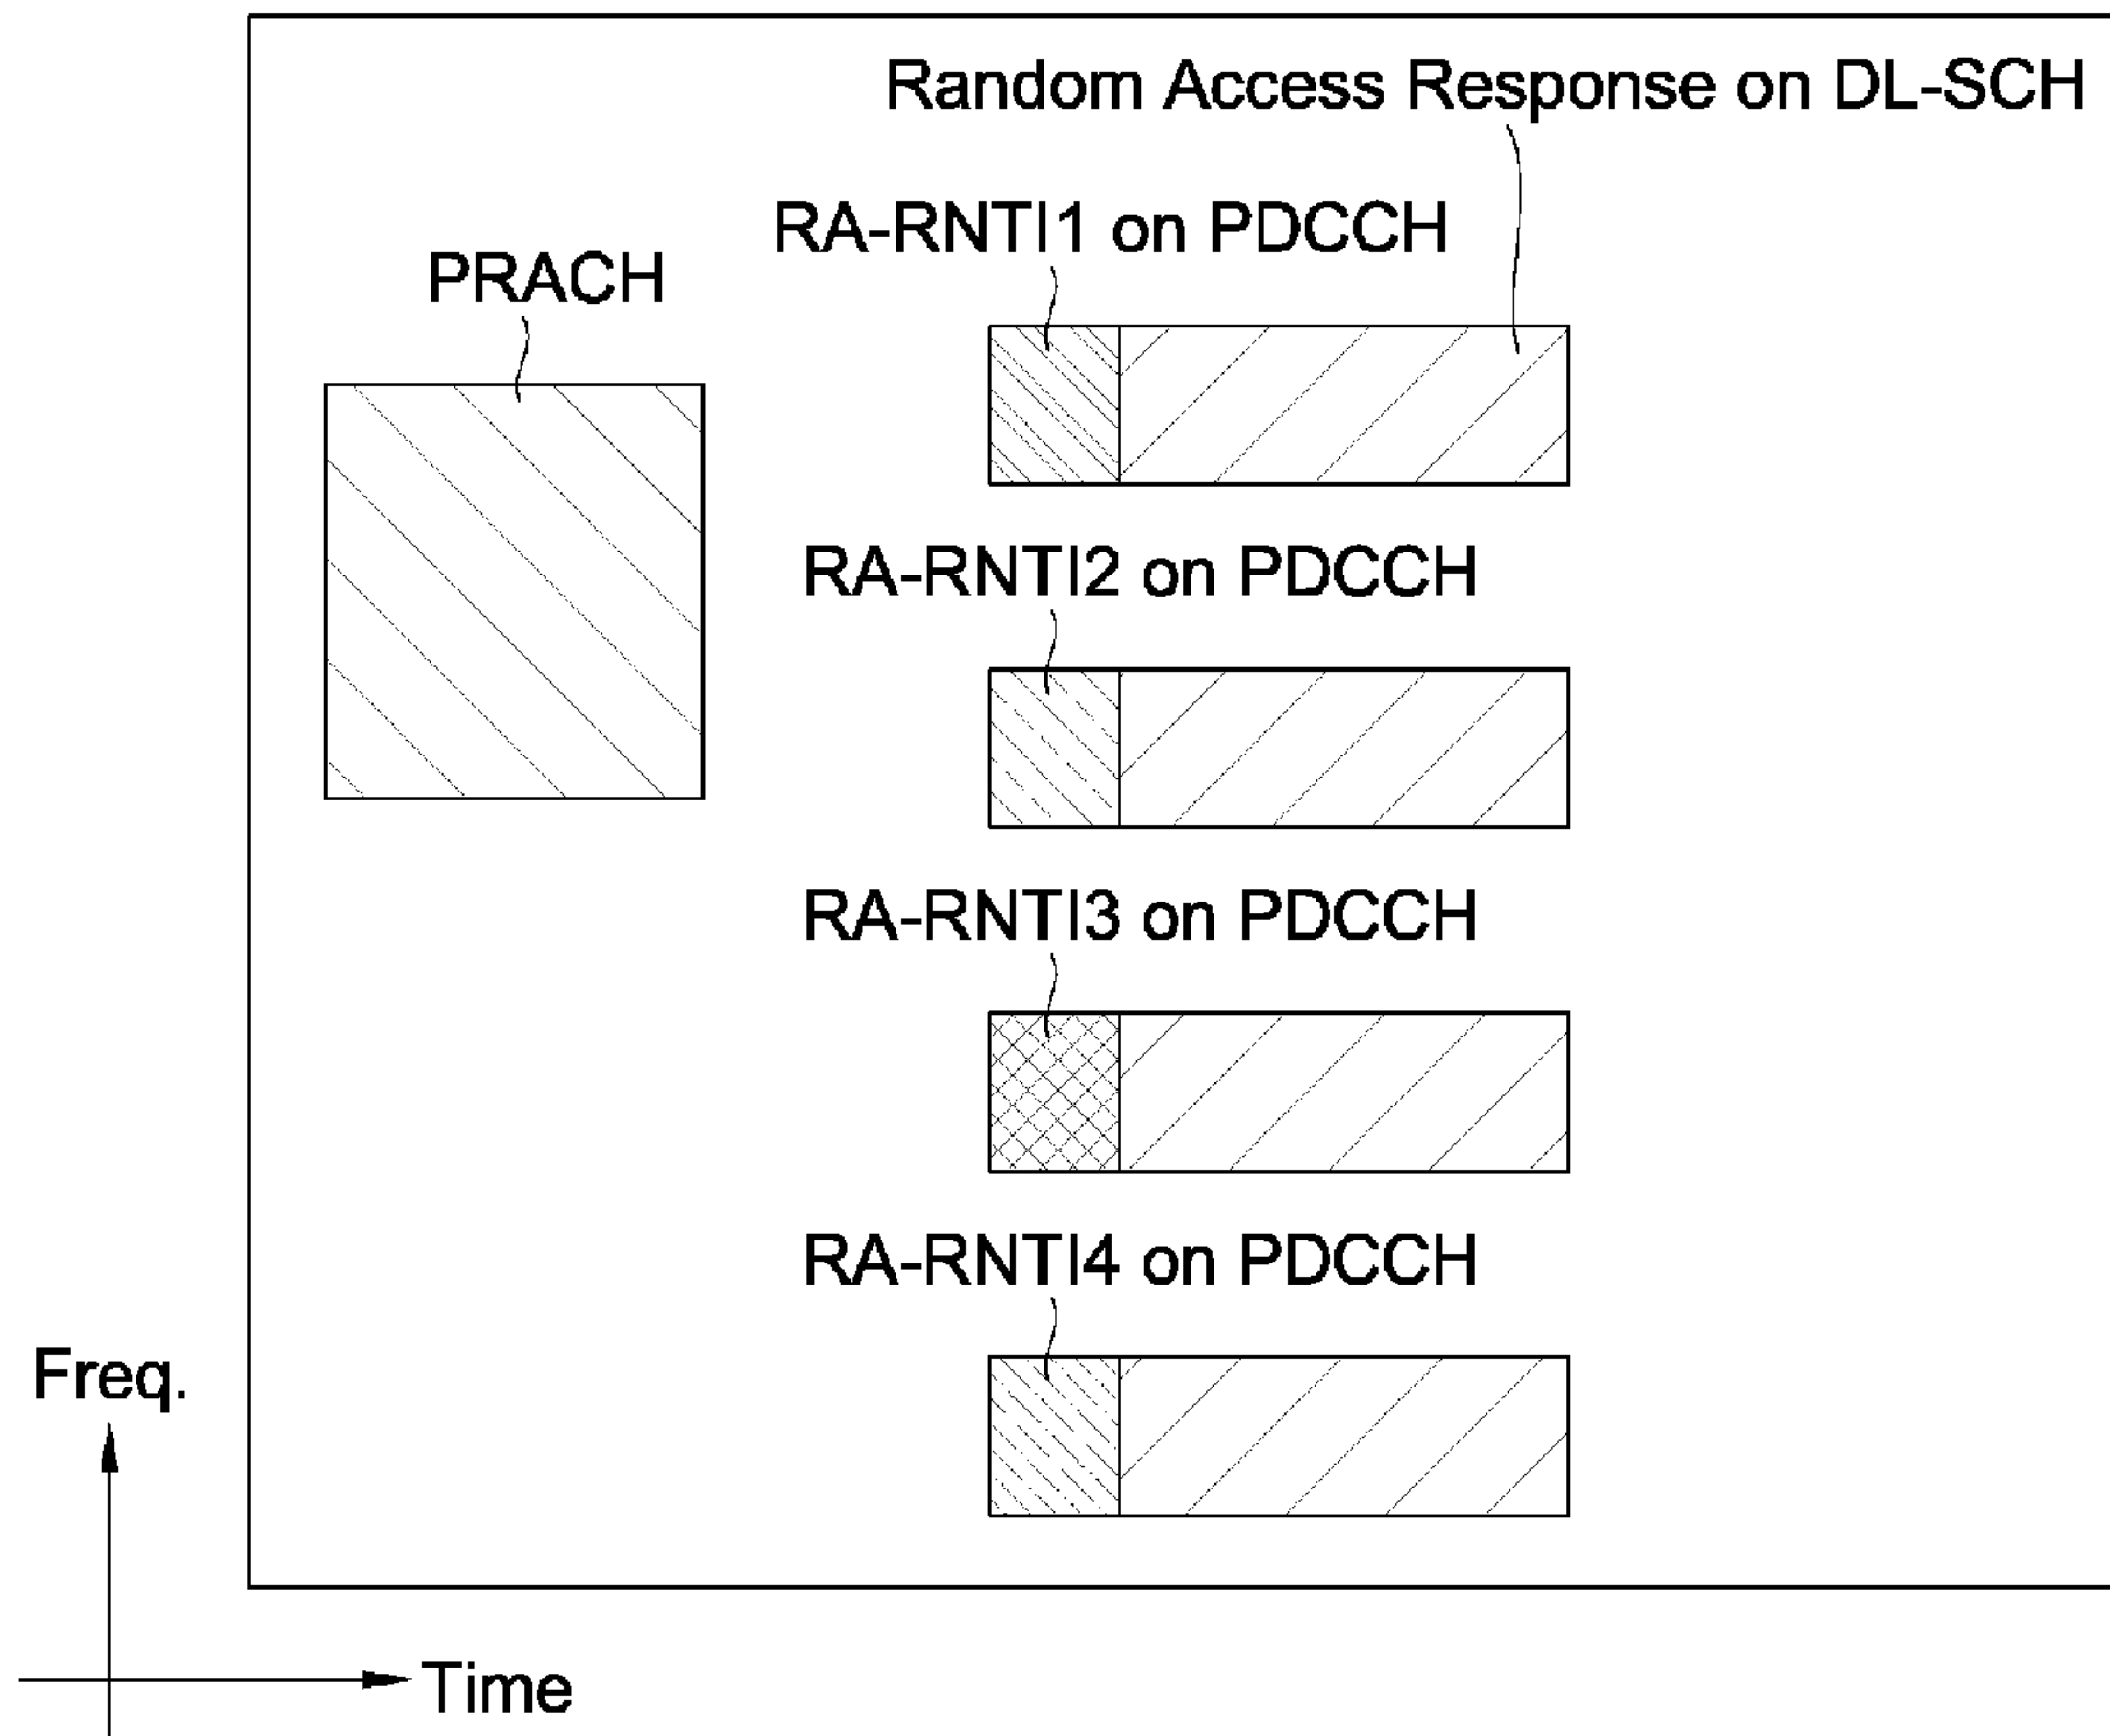 Random Access Response on DL-SCH
RA-RNTI1 on PDCCH
PRACH
RA-RNTI2 on PDCCH
RA-RNTI3 on PDCCH
RA-RNTI4 on PDCCH
Freq.
Time